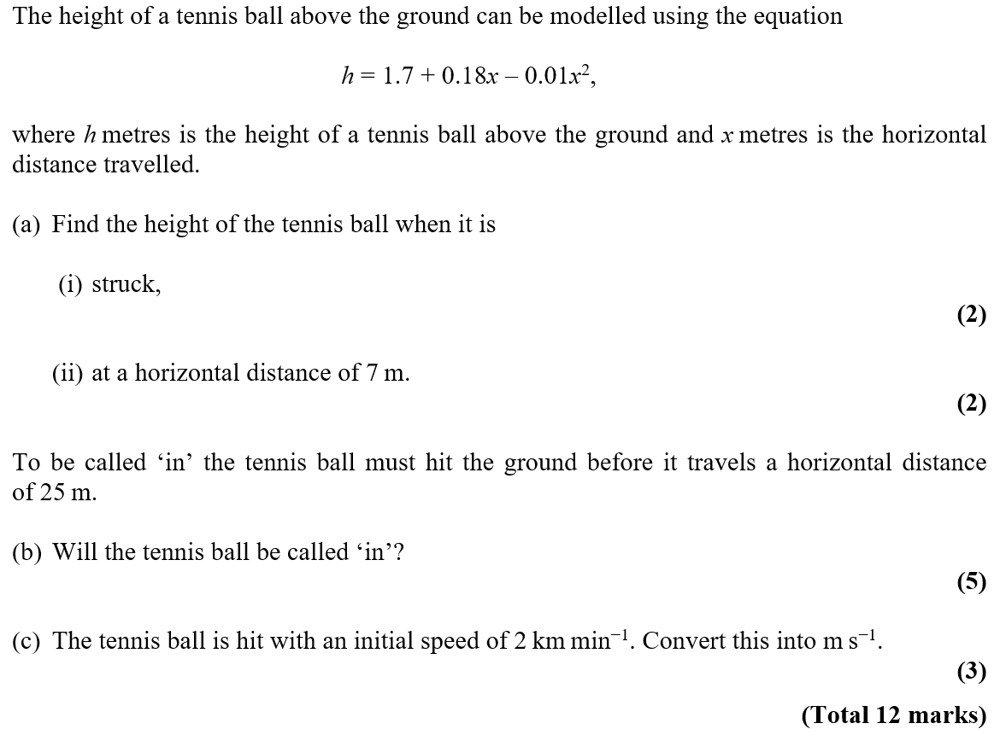 The height of a tennis ball above the ground can be modelled using the equation
h = 1.7 + 0.18x – 0.01x²,
where h metres is the height of a tennis ball above the ground and x metres is the horizontal
distance travelled.
(a) Find the height of the tennis ball when it is
(i) struck,
(2)
(ii) at a horizontal distance of 7 m.
(2)
To be called ‘in’ the tennis ball must hit the ground before it travels a horizontal distance
of 25 m.
(b) Will the tennis ball be called ‘in’?
(5)
(c) The tennis ball is hit with an initial speed of 2 km min⁻¹. Convert this into m s⁻¹.
(3)
(Total 12 marks)